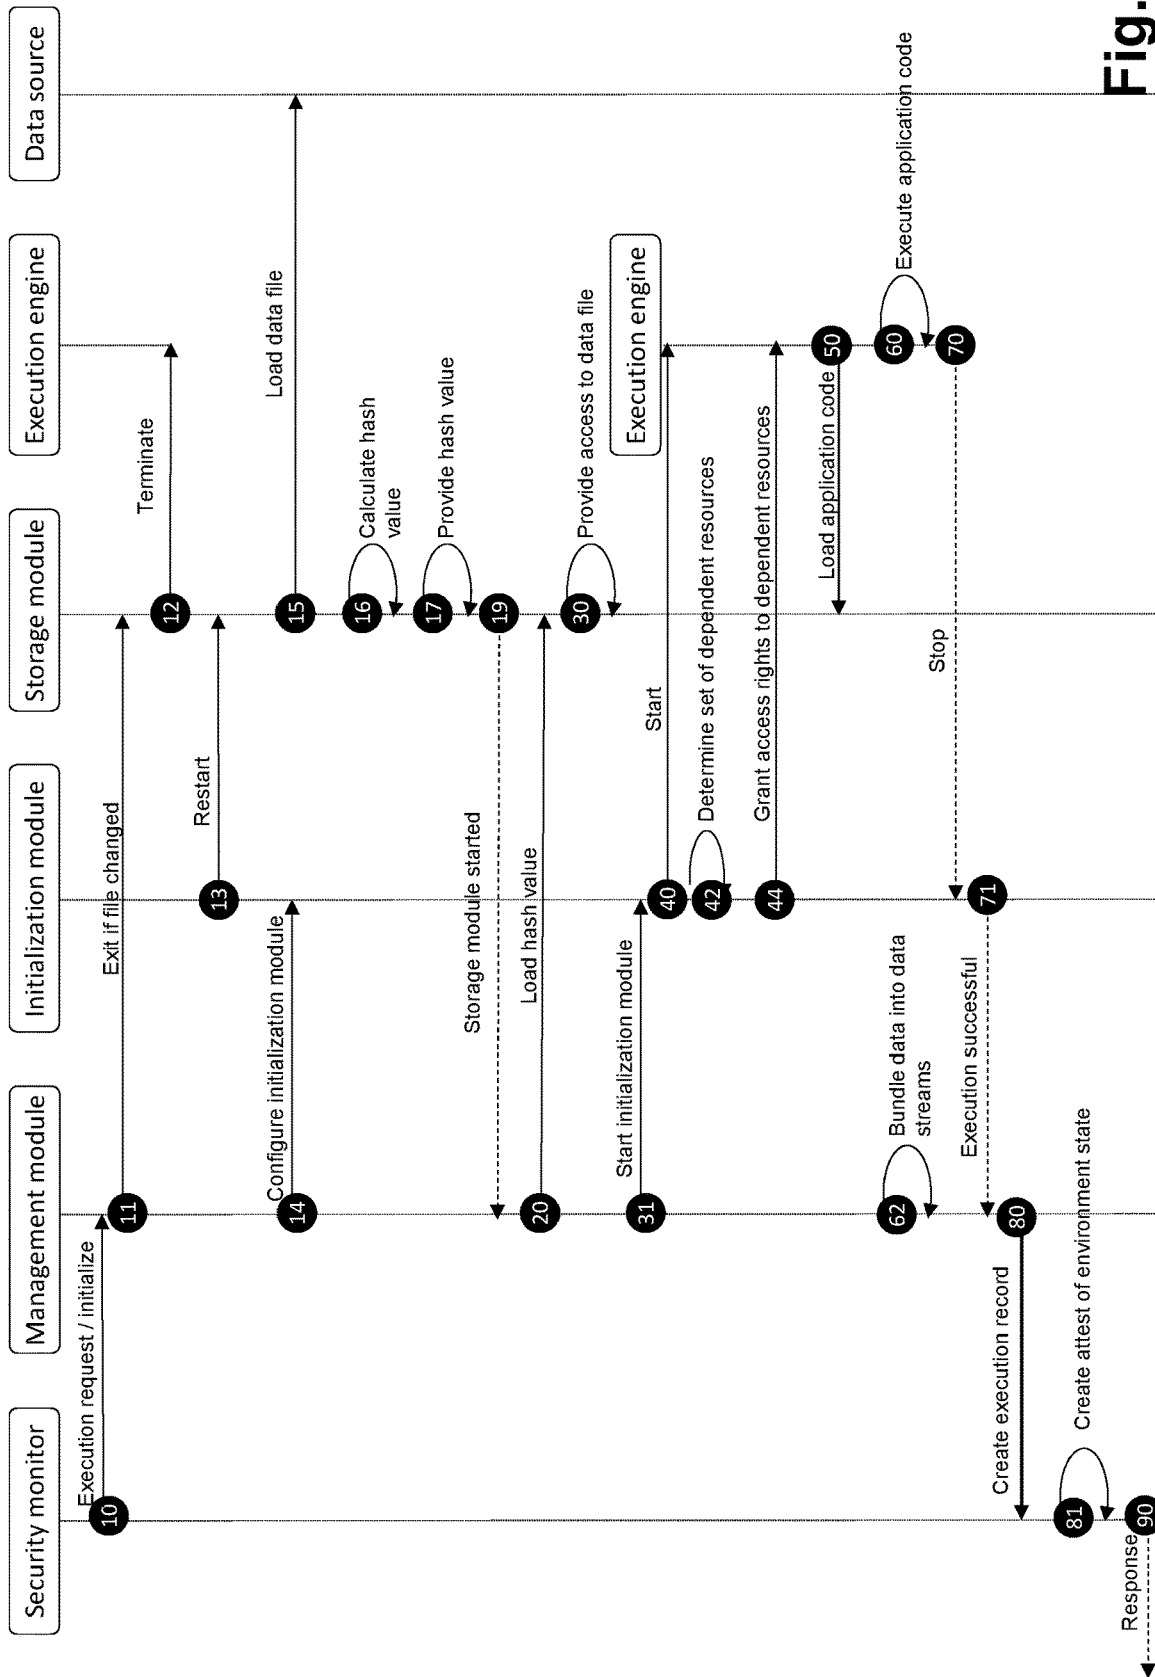 Security monitor
Management module
Initialization module
Storage module
Execution engine
Data source
10
Execution request / initialize
11
Exit if file changed
12
Terminate
13
Restart
14
Configure initialization module
15
Load data file
16
Calculate hash
value
17
Provide hash value
19
Storage module started
20
Load hash value
30
Provide access to data file
31
Start initialization module
Execution engine
40
Start
42
Determine set of dependent resources
44
Grant access rights to dependent resources
50
Load application code
60
Execute application code
62
Bundle data into data
streams
70
Stop
71
Execution successful
80
Create execution record
81
Create attest of environment state
90
Response
Fig.